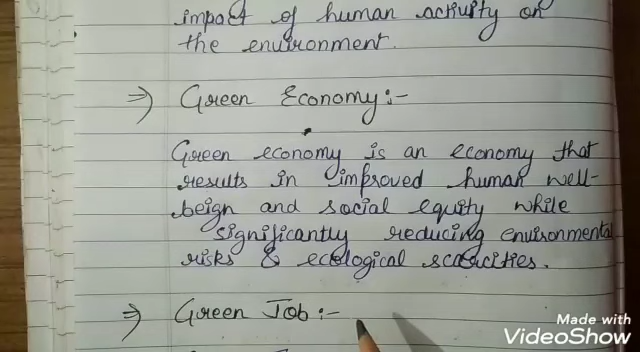 impact of human activity on
the environment.
⇒ Green Economy:-
Green economy is an economy that
results in improved human well-
beign and social equity while
significantly reducing environmental
risks & ecological scarcities.
⇒ Green Job:-
Made with
VideoShow